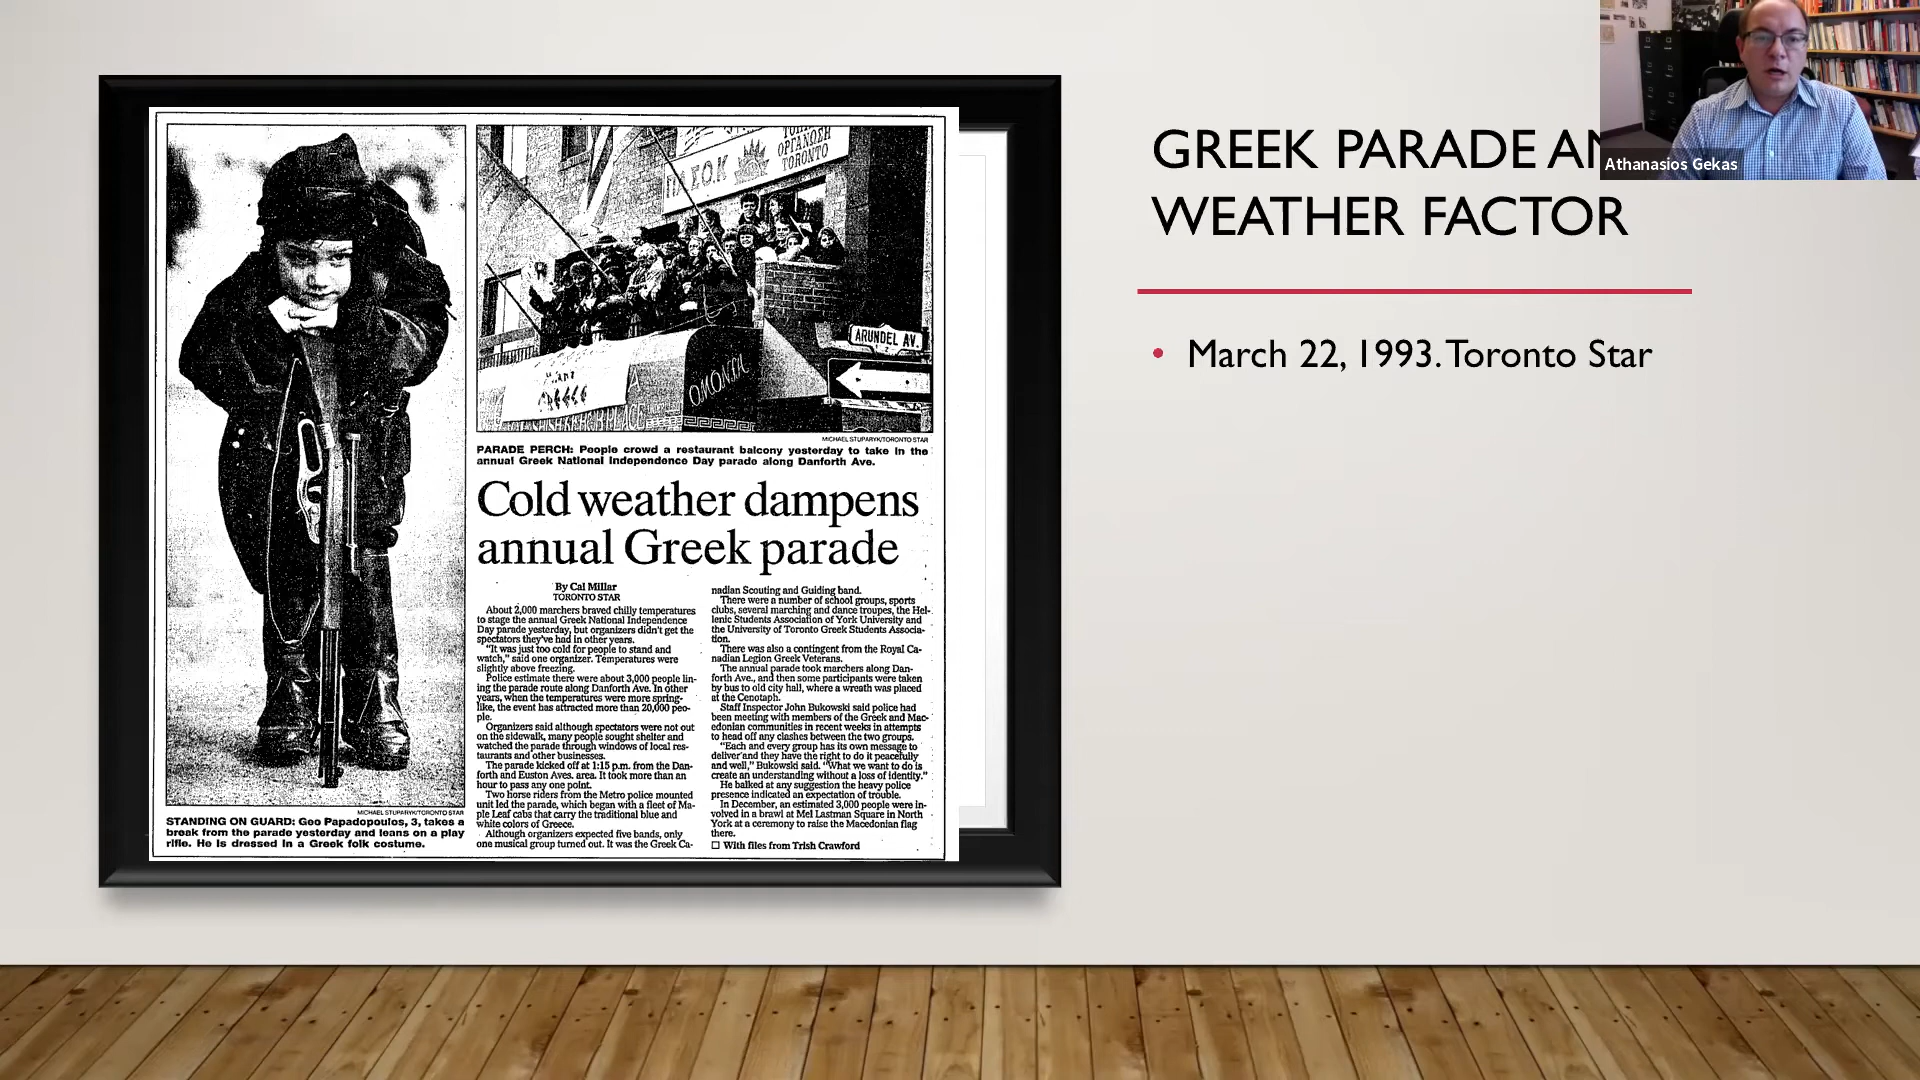 GREEK PARADE AN
WEATHER FACTOR
• March 22, 1993. Toronto Star
Athanasios Gekas
ΠΑ.ΣΟ.Κ
ΟΡΓΑΝΩΣΗ
TORONTO
ARUNDEL AV.
OMONIA
MICHAEL STUPARYK/TORONTO STAR
PARADE PERCH: People crowd a restaurant balcony yesterday to take in the
annual Greek National Independence Day parade along Danforth Ave.
Cold weather dampens
annual Greek parade
By Cal Millar
TORONTO STAR
About 2,000 marchers braved chilly temperatures
to stage the annual Greek National Independence
Day parade yesterday, but organizers didn't get the
spectators they've had in other years.
"It was just too cold for people to stand and
watch," said one organizer. Temperatures were
slightly above freezing.
Police estimate there were about 3,000 people lin-
ing the parade route along Danforth Ave. In other
years, when the temperatures were more spring-
like, the event has attracted more than 20,000 peo-
ple.
Organizers said although spectators were not out
on the sidewalk, many people sought shelter and
watched the parade through windows of local res-
taurants and other businesses.
The parade kicked off at 1:15 p.m. from the Dan-
forth and Euston Aves. area. It took more than an
hour to pass any one point.
Two horse riders from the Metro police mounted
unit led the parade, which began with a fleet of Ma-
ple Leaf cabs that carry the traditional blue and
white colors of Greece.
Although organizers expected five bands, only
one musical group turned out. It was the Greek Ca-
nadian Scouting and Guiding band.
There were a number of school groups, sports
clubs, several marching and dance troupes, the Hel-
lenic Students Association of York University and
the University of Toronto Greek Students Associa-
tion.
There was also a contingent from the Royal Ca-
nadian Legion Greek Veterans.
The annual parade took marchers along Dan-
forth Ave., and then some participants were taken
by bus to old city hall, where a wreath was placed
at the Cenotaph.
Staff Inspector John Bukowski said police had
been meeting with members of the Greek and Mac-
edonian communities in recent weeks in attempts
to head off any clashes between the two groups.
"Each and every group has its own message to
deliver and they have the right to do it peacefully
and well," Bukowski said. "What we want to do is
create an understanding without a loss of identity."
He balked at any suggestion the heavy police
presence indicated an expectation of trouble.
In December, an estimated 3,000 people were in-
volved in a brawl at Mel Lastman Square in North
York at a ceremony to raise the Macedonian flag
there.
☐ With files from Trish Crawford
MICHAEL STUPARYK/TORONTO STAR
STANDING ON GUARD: Geo Papadopoulos, 3, takes a
break from the parade yesterday and leans on a play
rifle. He is dressed in a Greek folk costume.